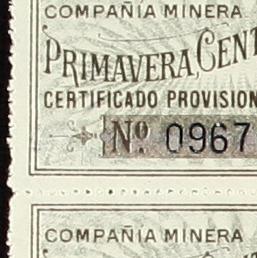 COMPAÑIA MINERA
PRIMAVERA CENT
CERTIFICADO PROVISION
Nº 0967
COMPAÑIA MINERA